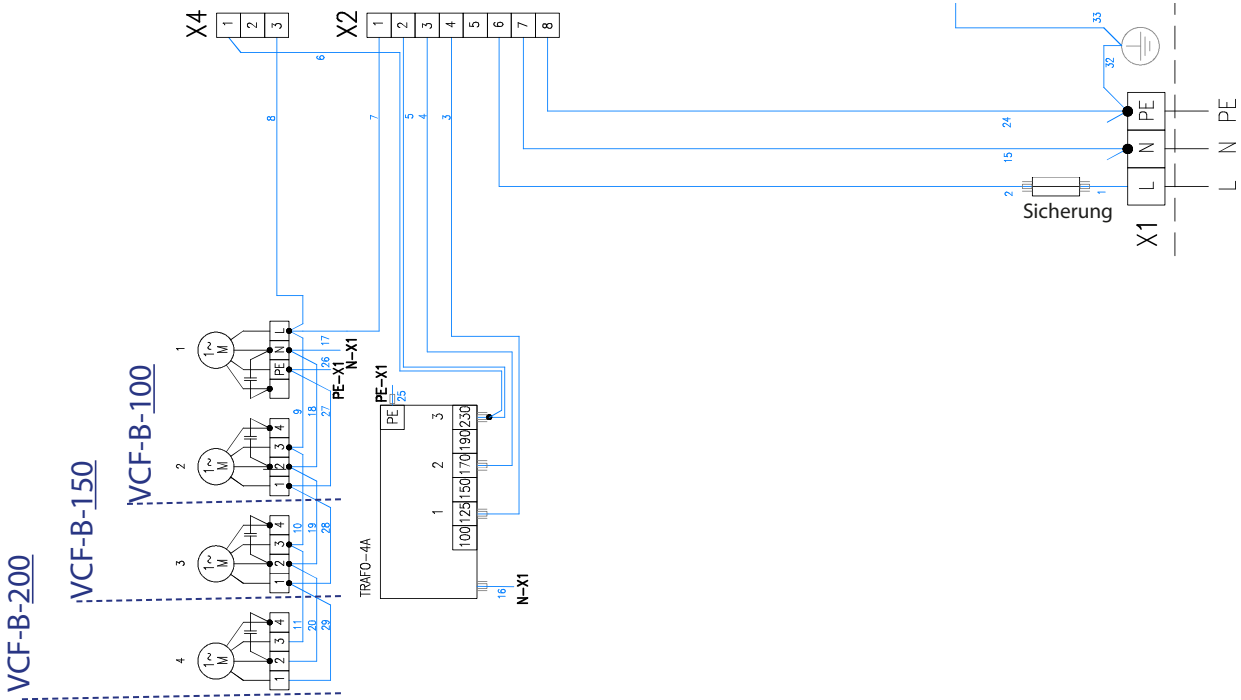 X4
1
2
3
X2
1
2
3
4
5
6
7
8
33
32
6
8
7
5
4
3
24
15
2
1
Sicherung
L
N
PE
X1
L
N
PE
1
1~
M
PE
N
L
17
N-X1
26
PE-X1
27
9
18
VCF-B-100
2
1~
M
1
2
3
4
VCF-B-150
3
1~
M
1
2
3
4
10
19
28
VCF-B-200
4
1~
M
1
2
3
4
11
20
29
TRAFO-4A
PE
PE-X1
25
1
2
3
100
125
150
170
190
230
16
N-X1